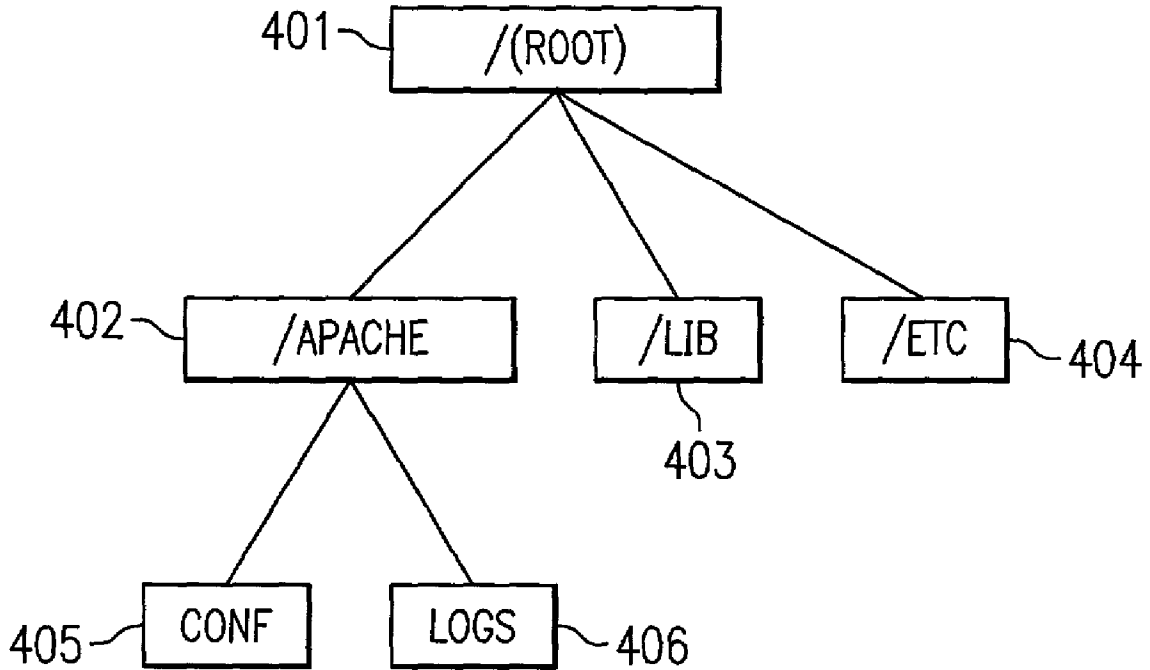 401
/(ROOT)
402
/APACHE
/LIB
/ETC
404
403
405
CONF
LOGS
406